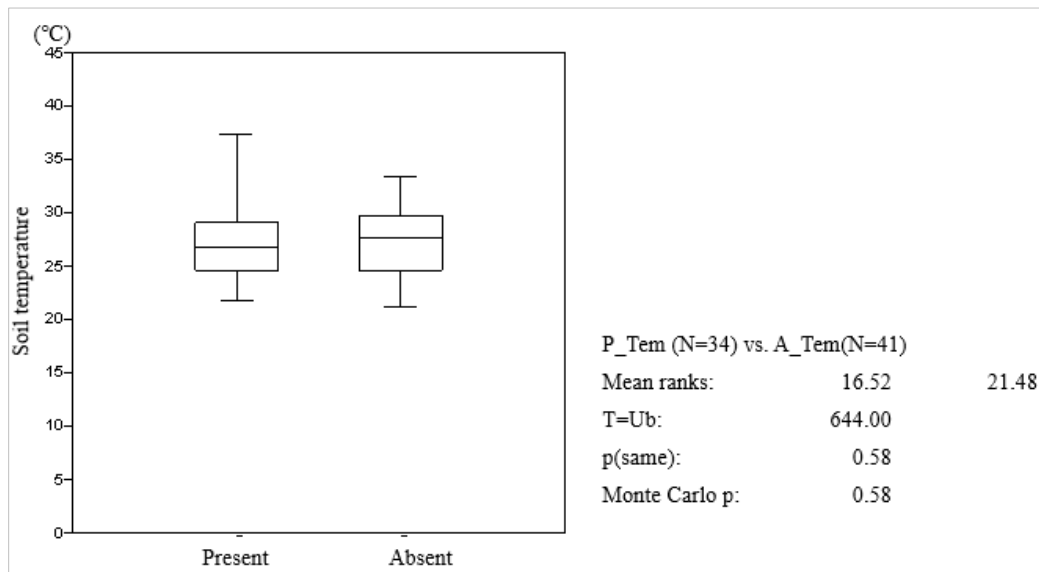 (℃)
45
40
35
30
25
20
15
10
5
0
Soil temperature
Present Absent
P_Tem (N=34) vs. A_Tem(N=41)
Mean ranks: 16.52 21.48
T=Ub: 644.00
p(same): 0.58
Monte Carlo p: 0.58